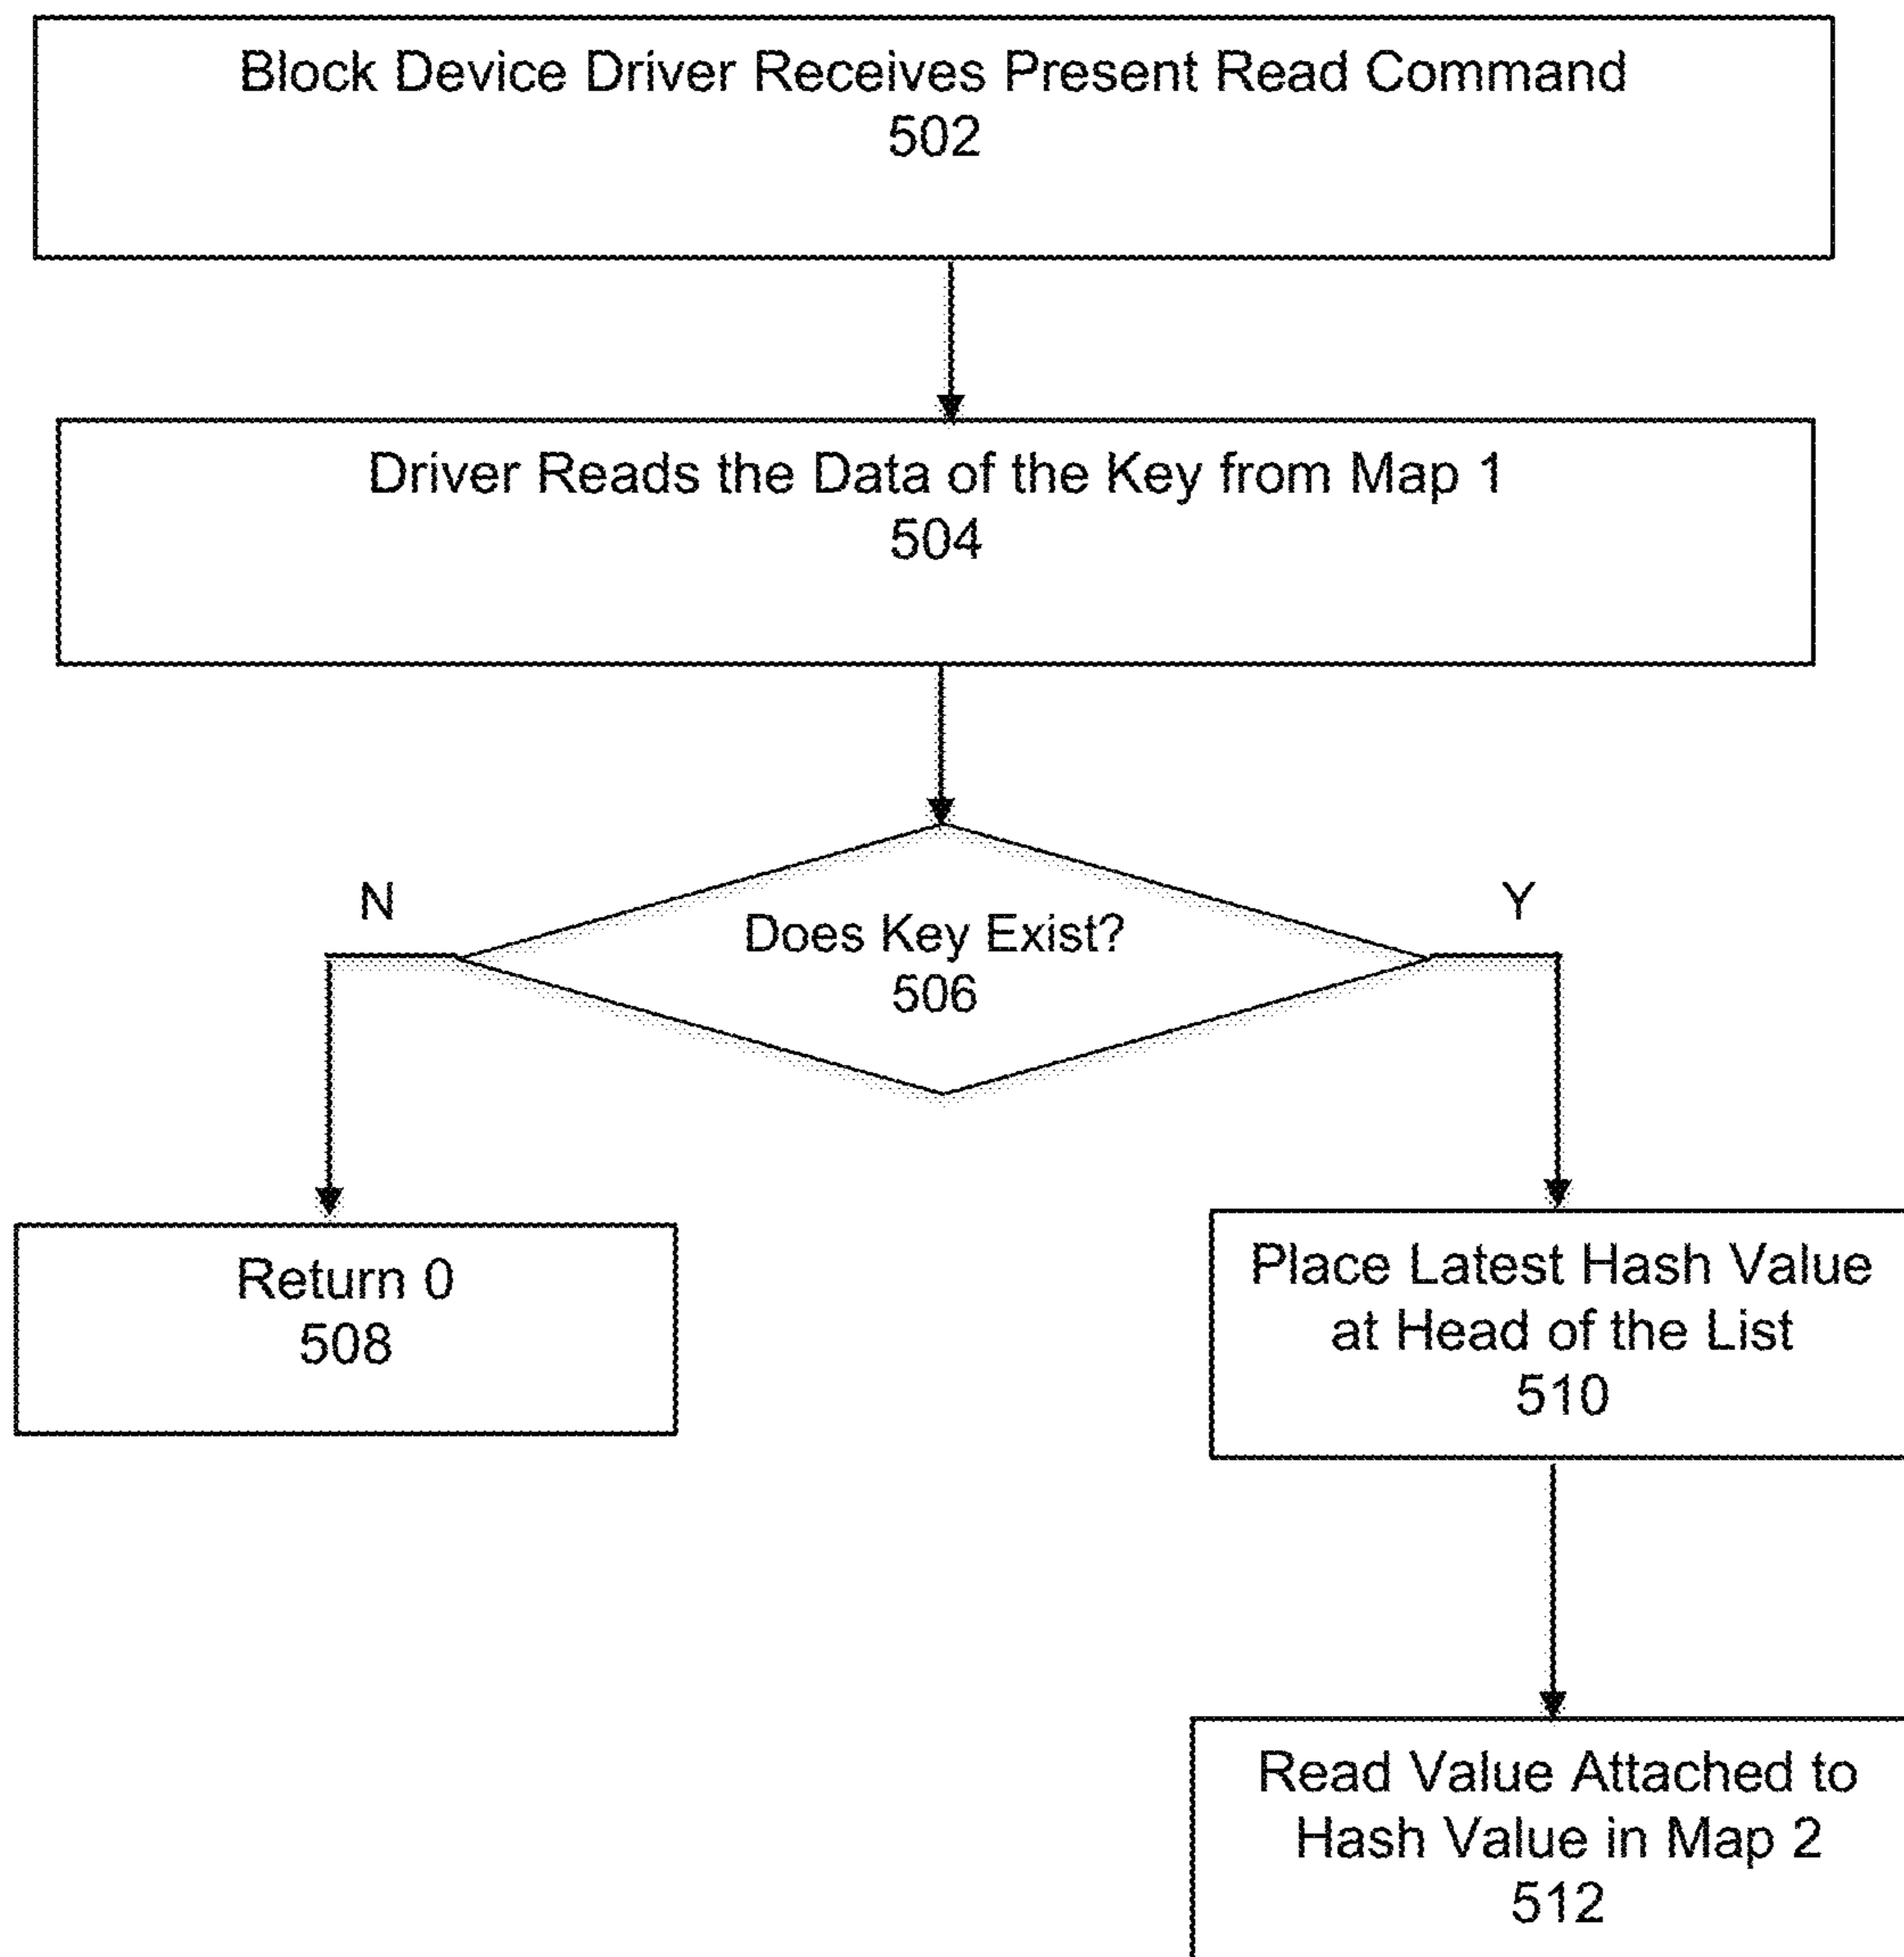 Block Device Driver Receives Present Read Command
502
Driver Reads the Data of the Key from Map 1
504
N
Y
Does Key Exist?
506
Return 0
508
Place Latest Hash Value
at Head of the List
510
Read Value Attached to
Hash Value in Map 2
512